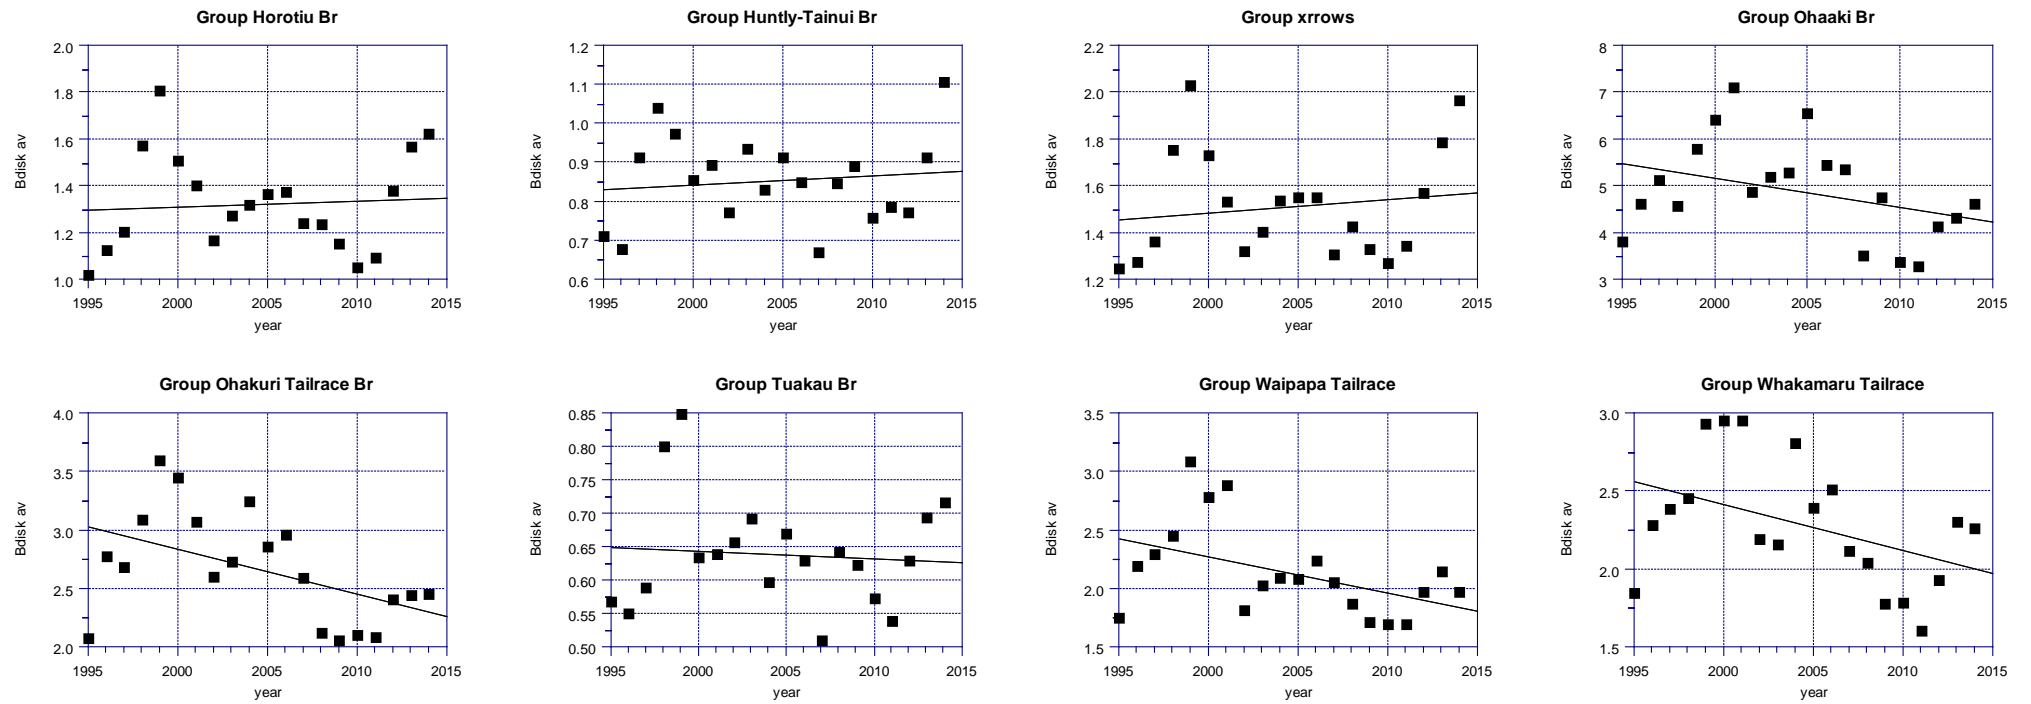 Group Horotiu Br
Bdisk av
2.0
1.8
1.6
1.4
1.2
1.0
1995 2000 2005 2010 2015
year
Group Huntly-Tainui Br
Bdisk av
1.2
1.1
1.0
0.9
0.8
0.7
0.6
1995 2000 2005 2010 2015
year
Group xrrows
Bdisk av
2.2
2.0
1.8
1.6
1.4
1.2
1995 2000 2005 2010 2015
year
Group Ohaaki Br
Bdisk av
8
7
6
5
4
3
1995 2000 2005 2010 2015
year
Group Ohakuri Tailrace Br
Bdisk av
4.0
3.5
3.0
2.5
2.0
1995 2000 2005 2010 2015
year
Group Tuakau Br
Bdisk av
0.85
0.80
0.75
0.70
0.65
0.60
0.55
0.50
1995 2000 2005 2010 2015
year
Group Waipapa Tailrace
Bdisk av
3.5
3.0
2.5
2.0
1.5
1995 2000 2005 2010 2015
year
Group Whakamaru Tailrace
Bdisk av
3.0
2.5
2.0
1.5
1995 2000 2005 2010 2015
year